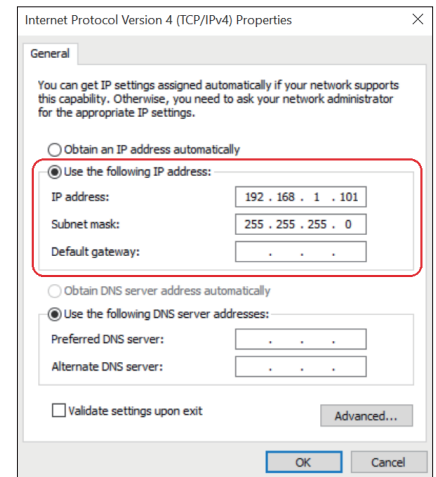 Internet Protocol Version 4 (TCP/IPv4) Properties
General
You can get IP settings assigned automatically if your network supports
this capability. Otherwise, you need to ask your network administrator
for the appropriate IP settings.
Obtain an IP address automatically
Use the following IP address:
IP address: 192 . 168 . 1 . 101
Subnet mask: 255 . 255 . 255 . 0
Default gateway: . . .
Obtain DNS server address automatically
Use the following DNS server addresses:
Preferred DNS server: . . .
Alternate DNS server: . . .
Validate settings upon exit
Advanced...
OK Cancel